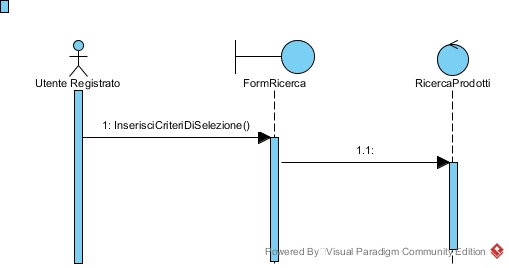 Utente Registrato
FormRicerca
RicercaProdotti
1: InserisciCriteriDiSelezione()
1.1:
Powered By Visual Paradigm Community Edition